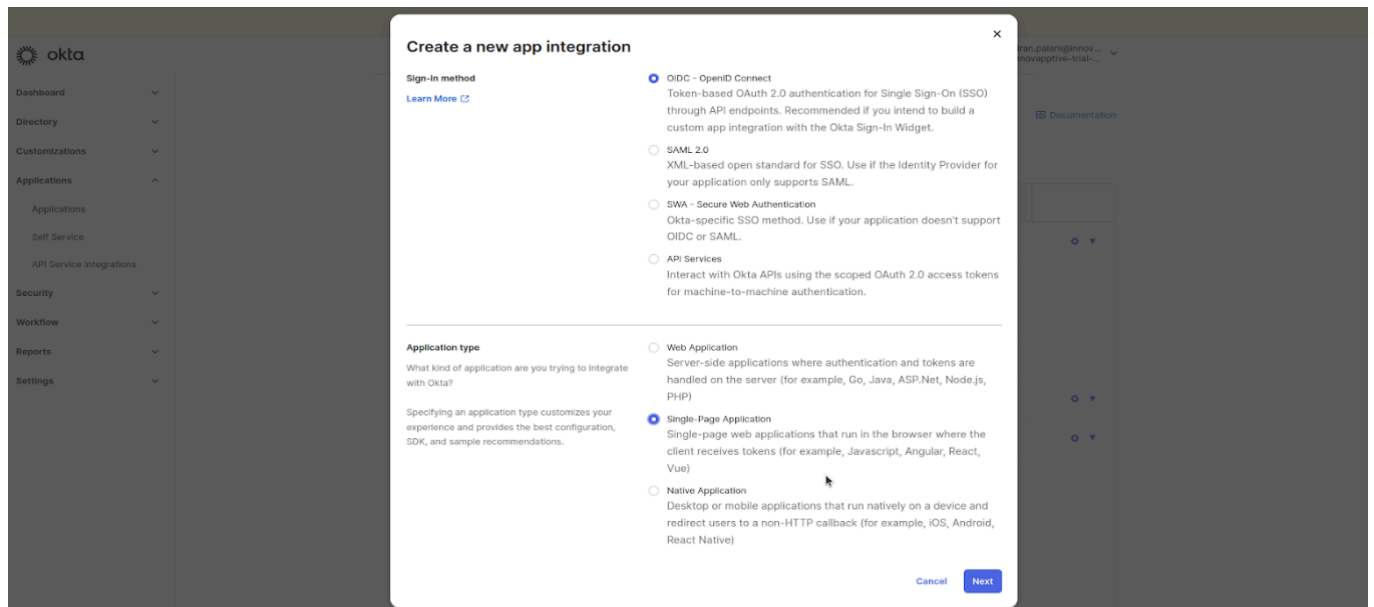 Create a new app integration
×
okta
Sign-in method
Learn More
OIDC - OpenID Connect
Token-based OAuth 2.0 authentication for Single Sign-On (SSO)
through API endpoints. Recommended if you intend to build a
custom app integration with the Okta Sign-In Widget.
SAML 2.0
XML-based open standard for SSO. Use if the Identity Provider for
your application only supports SAML.
SWA - Secure Web Authentication
Okta-specific SSO method. Use if your application doesn't support
OIDC or SAML.
API Services
Interact with Okta APIs using the scoped OAuth 2.0 access tokens
for machine-to-machine authentication.
Application type
What kind of application are you trying to integrate
with Okta?
Specifying an application type customizes your
experience and provides the best configuration,
SDK, and sample recommendations.
Web Application
Server-side applications where authentication and tokens are
handled on the server (for example, Go, Java, ASP.Net, Node.js,
PHP)
Single-Page Application
Single-page web applications that run in the browser where the
client receives tokens (for example, Javascript, Angular, React,
Vue)
Native Application
Desktop or mobile applications that run natively on a device and
redirect users to a non-HTTP callback (for example, iOS, Android,
React Native)
Cancel
Next
Dashboard
Directory
Customizations
Applications
Applications
Self Service
API Service Integrations
Security
Workflow
Reports
Settings
iran.palani@innov...
novapptive-trial-...
Documentation